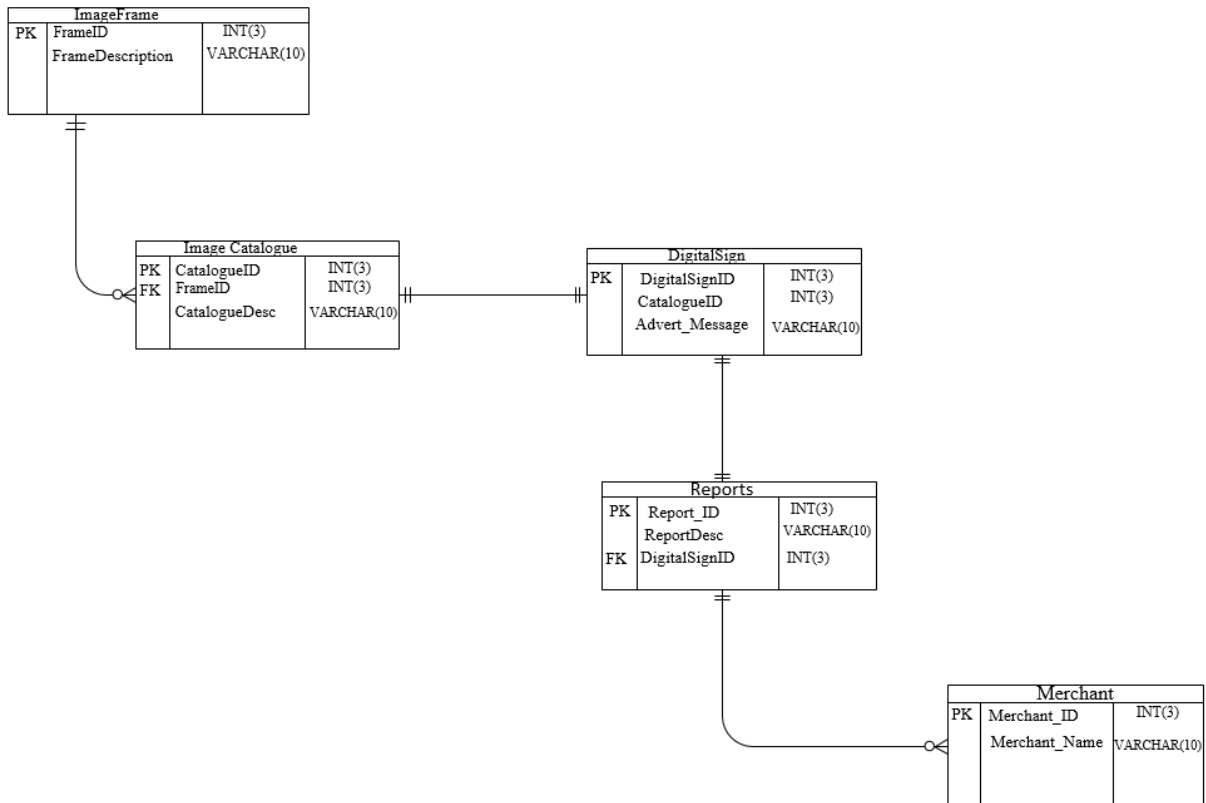 ImageFrame
PK FrameID INT(3)
FrameDescription VARCHAR(10)
Image Catalogue
PK CatalogueID INT(3)
FK FrameID INT(3)
CatalogueDesc VARCHAR(10)
DigitalSign
PK DigitalSignID INT(3)
CatalogueID INT(3)
Advert_Message VARCHAR(10)
Reports
PK Report_ID INT(3)
ReportDesc VARCHAR(10)
FK DigitalSignID INT(3)
Merchant
PK Merchant_ID INT(3)
Merchant_Name VARCHAR(10)